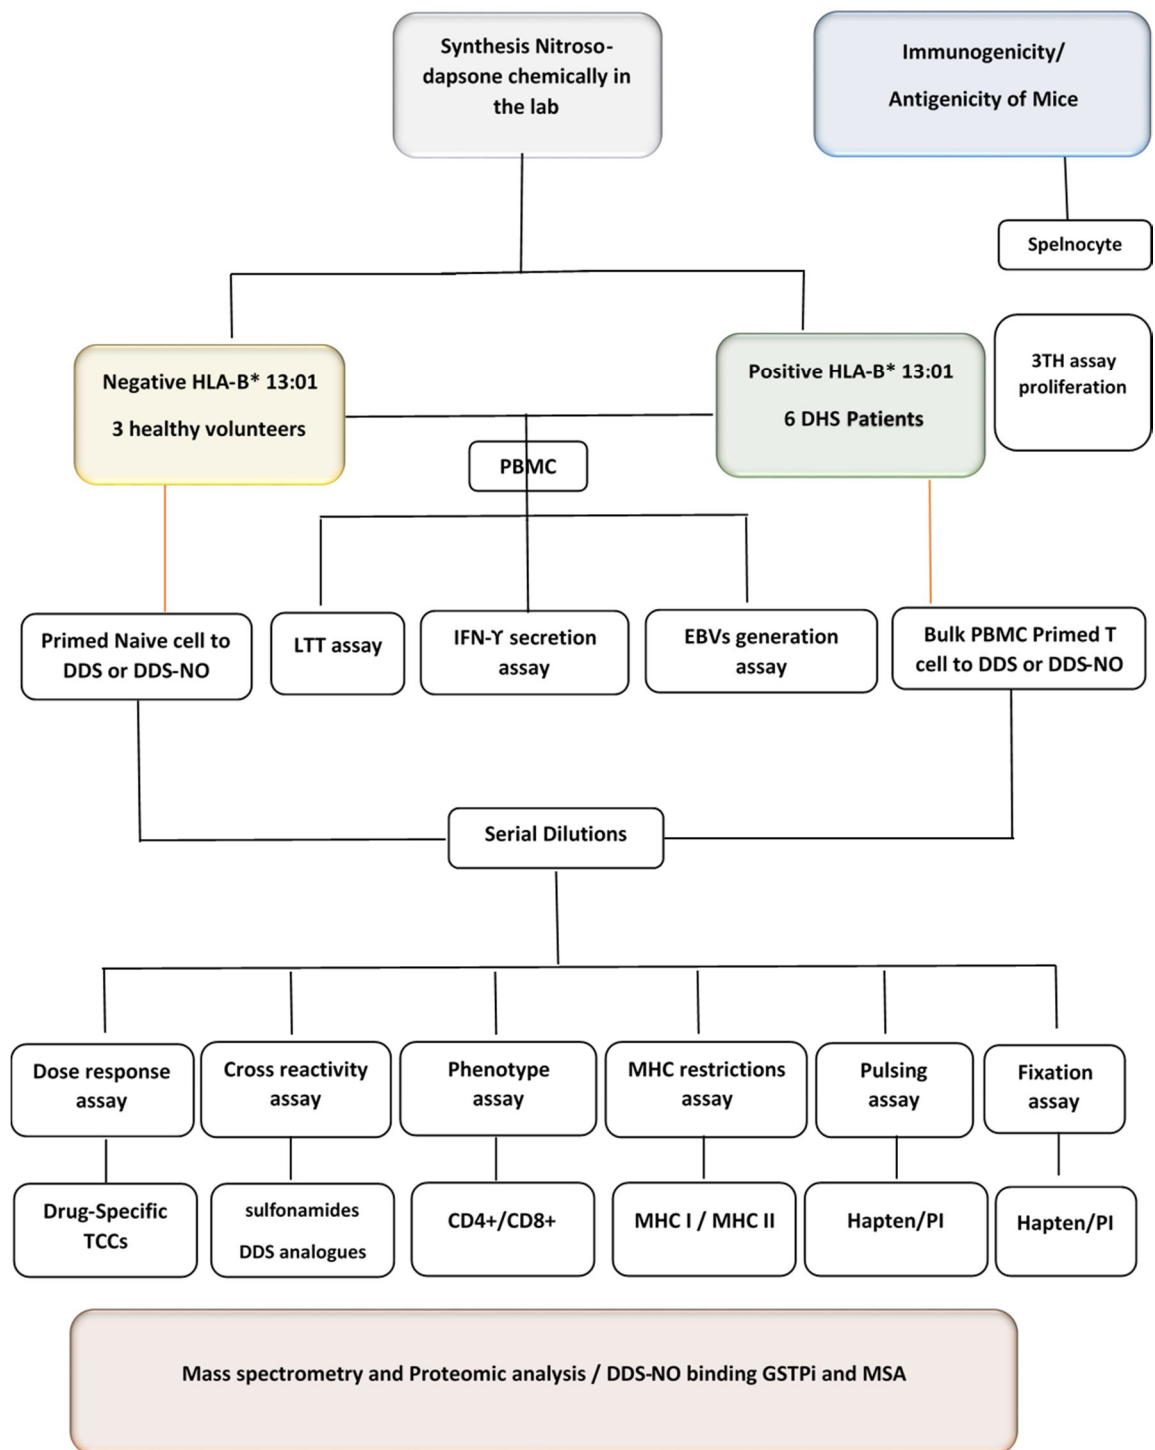 Synthesis Nitroso-
dapsone chemically in
the lab
Immunogenicity/
Antigenicity of Mice
Spelnocyte
Negative HLA-B* 13:01
3 healthy volunteers
Positive HLA-B* 13:01
6 DHS Patients
3TH assay
proliferation
PBMC
Primed Naive cell to
DDS or DDS-NO
LTT assay
IFN-ϒ secretion
assay
EBVs generation
assay
Bulk PBMC Primed T
cell to DDS or DDS-NO
Serial Dilutions
Dose response
assay
Cross reactivity
assay
Phenotype
assay
MHC restrictions
assay
Pulsing
assay
Fixation
assay
Drug-Specific
TCCs
sulfonamides
DDS analogues
CD4+/CD8+
MHC I / MHC II
Hapten/PI
Hapten/PI
Mass spectrometry and Proteomic analysis / DDS-NO binding GSTPi and MSA